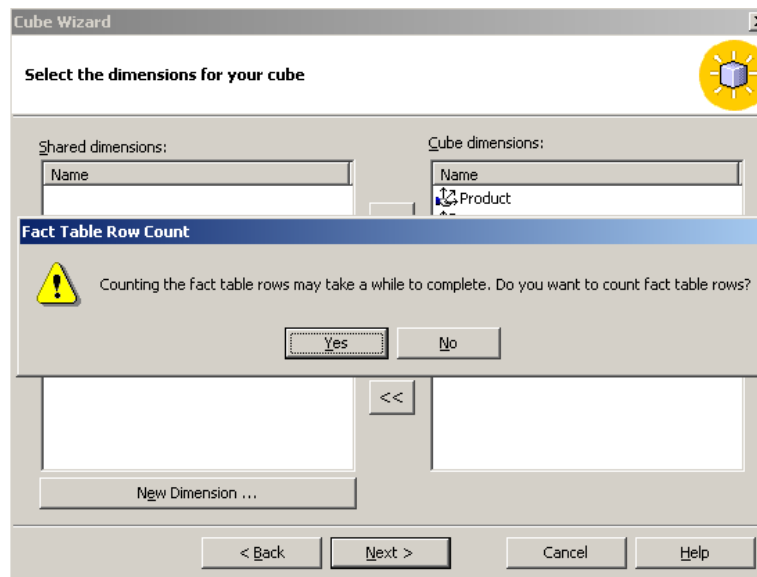 Cube Wizard
Select the dimensions for your cube
Shared dimensions:
Cube dimensions:
Name
Name
Product
Fact Table Row Count
Counting the fact table rows may take a while to complete. Do you want to count fact table rows?
Yes
No
<<
New Dimension ...
< Back
Next >
Cancel
Help